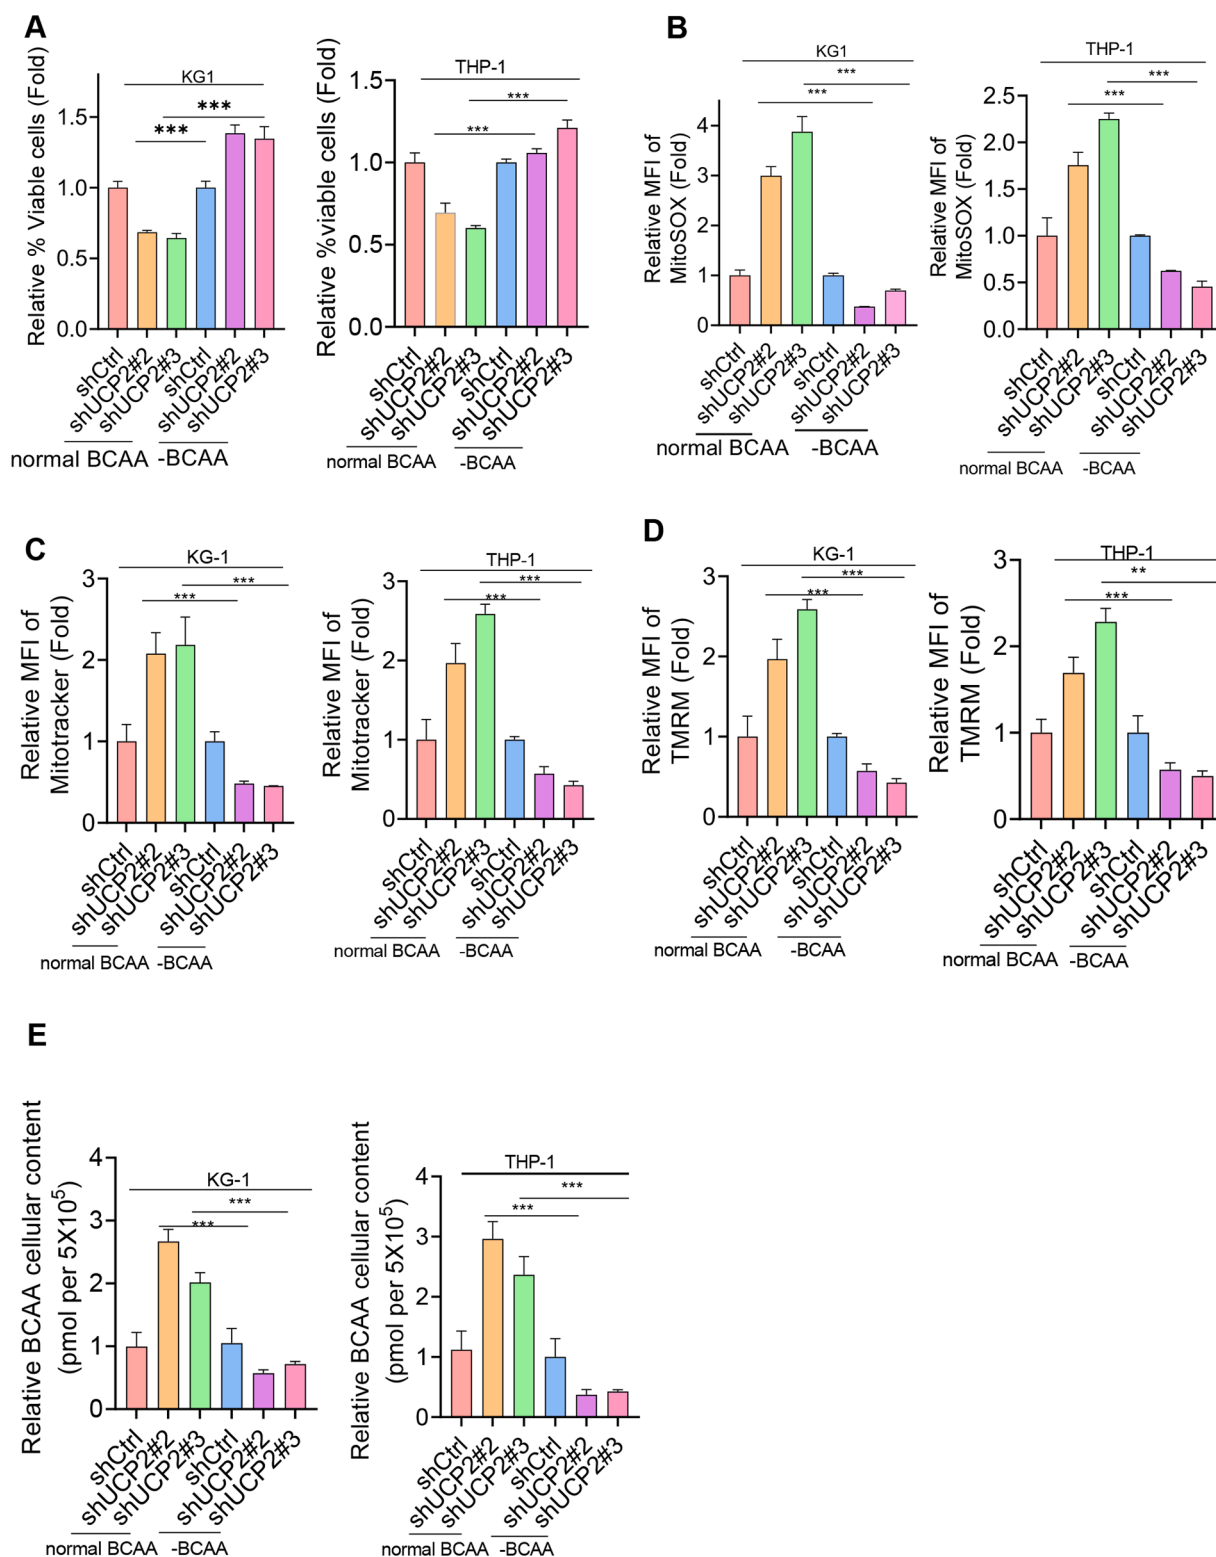 A
Relative % Viable cells (Fold)
KG1
***
***
1.5
1.0
0.5
0.0
shCtrl
shUCP2#2
shUCP2#3
shCtrl
shUCP2#2
shUCP2#3
normal BCAA
-BCAA
Relative %viable cells (Fold)
THP-1
***
***
1.5
1.0
0.5
0.0
shCtrl
shUCP2#2
shUCP2#3
shCtrl
shUCP2#2
shUCP2#3
normal BCAA
-BCAA
B
Relative MFI of
MitoSOX (Fold)
KG1
***
***
4
3
2
1
0
shCtrl
shUCP2#2
shUCP2#3
shCtrl
shUCP2#2
shUCP2#3
normal BCAA
-BCAA
Relative MFI of
MitoSOX (Fold)
THP-1
***
***
2.5
2.0
1.5
1.0
0.5
0.0
shCtrl
shUCP2#2
shUCP2#3
shCtrl
shUCP2#2
shUCP2#3
normal BCAA
-BCAA
C
Relative MFI of
Mitotracker (Fold)
KG-1
***
***
3
2
1
0
shCtrl
shUCP2#2
shUCP2#3
shCtrl
shUCP2#2
shUCP2#3
normal BCAA
-BCAA
Relative MFI of
Mitotracker (Fold)
THP-1
***
***
3
2
1
0
shCtrl
shUCP2#2
shUCP2#3
shCtrl
shUCP2#2
shUCP2#3
normal BCAA
-BCAA
D
Relative MFI of
TMRM (Fold)
KG-1
***
***
3
2
1
0
shCtrl
shUCP2#2
shUCP2#3
shCtrl
shUCP2#2
shUCP2#3
normal BCAA
-BCAA
Relative MFI of
TMRM (Fold)
THP-1
**
***
3
2
1
0
shCtrl
shUCP2#2
shUCP2#3
shCtrl
shUCP2#2
shUCP2#3
normal BCAA
-BCAA
E
Relative BCAA cellular content
(pmol per 5X10⁵)
KG-1
***
***
4
3
2
1
0
shCtrl
shUCP2#2
shUCP2#3
shCtrl
shUCP2#2
shUCP2#3
normal BCAA
-BCAA
Relative BCAA cellular content
(pmol per 5X10⁵)
THP-1
***
***
4
3
2
1
0
shCtrl
shUCP2#2
shUCP2#3
shCtrl
shUCP2#2
shUCP2#3
normal BCAA
-BCAA